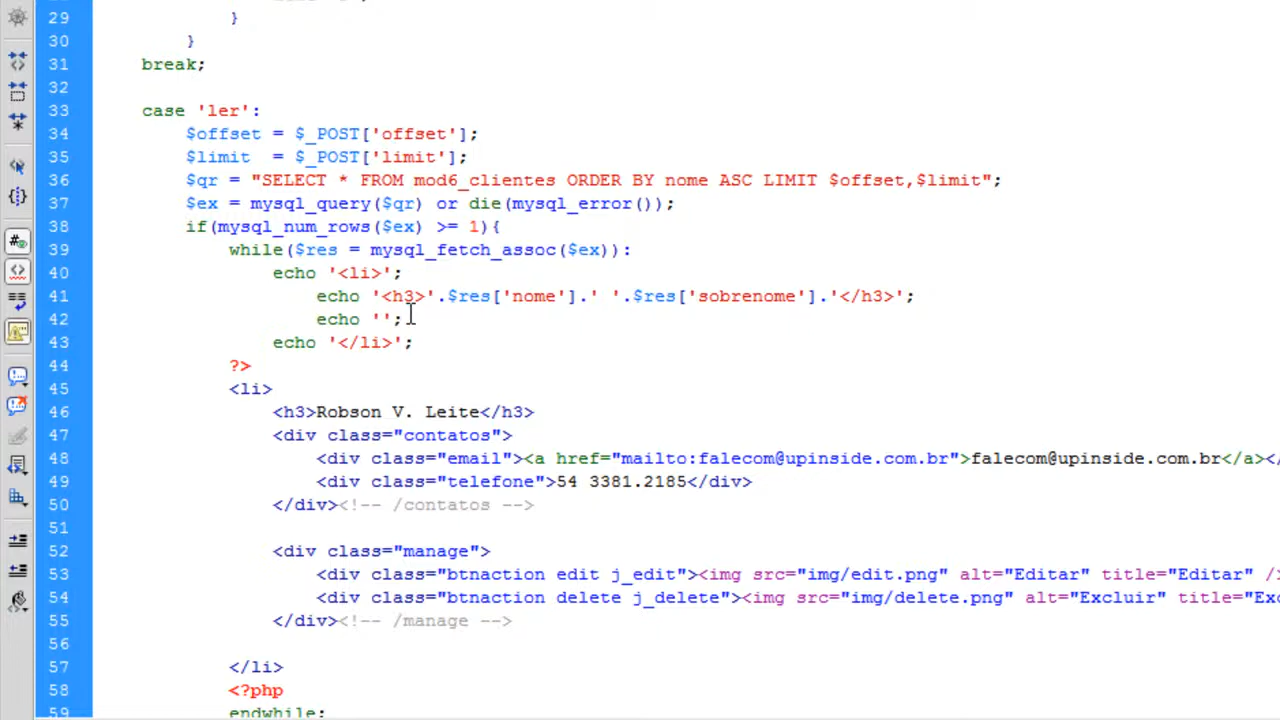 29 }
30 }
31 break;
32
33 case 'ler':
34 $offset = $_POST['offset'];
35 $limit  = $_POST['limit'];
36 $qr = "SELECT * FROM mod6_clientes ORDER BY nome ASC LIMIT $offset,$limit";
37 $ex = mysql_query($qr) or die(mysql_error());
38 if(mysql_num_rows($ex) >= 1){
39 while($res = mysql_fetch_assoc($ex)):
40 echo '<li>';
41 echo '<h3>'.$res['nome'].' '.$res['sobrenome'].'</h3>';
42 echo '';
43 echo '</li>';
44 ?>
45 <li>
46 <h3>Robson V. Leite</h3>
47 <div class="contatos">
48 <div class="email"><a href="mailto:falecom@upinside.com.br">falecom@upinside.com.br</a></
49 <div class="telefone">54 3381.2185</div>
50 </div><!-- /contatos -->
51
52 <div class="manage">
53 <div class="btnaction edit j_edit"><img src="img/edit.png" alt="Editar" title="Editar" />
54 <div class="btnaction delete j_delete"><img src="img/delete.png" alt="Excluir" title="Exc
55 </div><!-- /manage -->
56
57 </li>
58 <?php
59 endwhile;